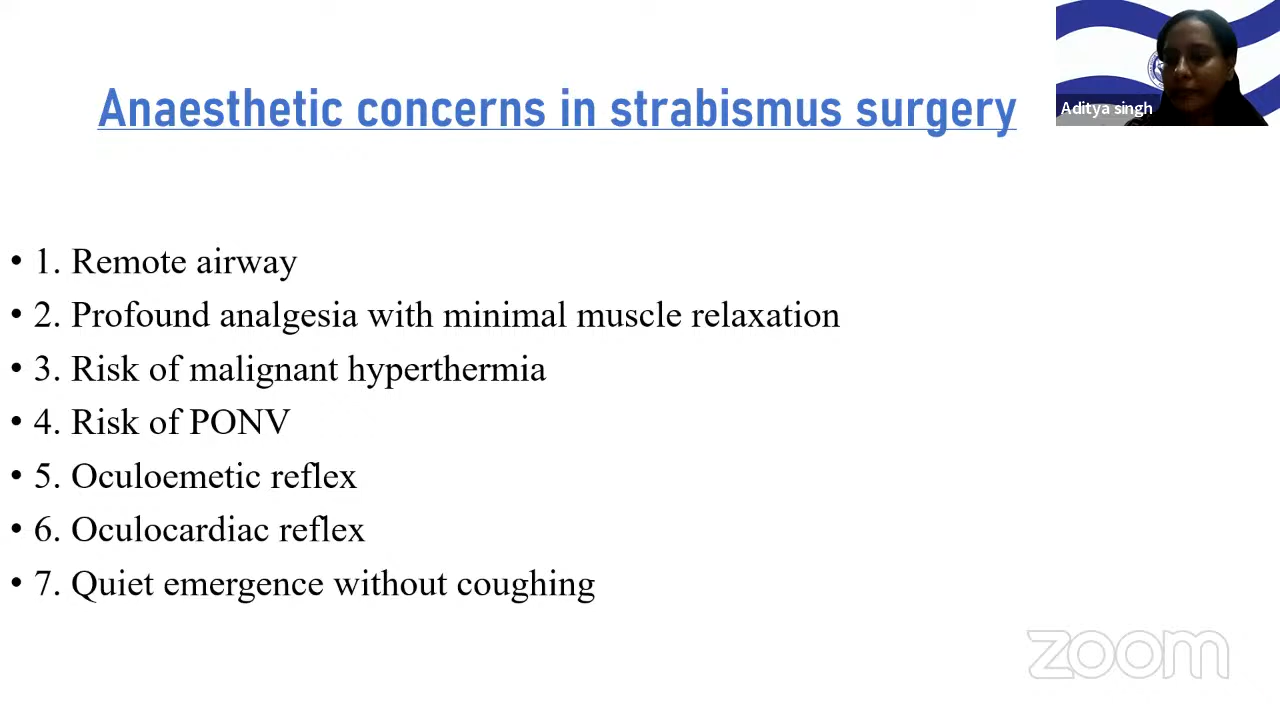 Anaesthetic concerns in strabismus surgery
Aditya singh
• 1. Remote airway
• 2. Profound analgesia with minimal muscle relaxation
• 3. Risk of malignant hyperthermia
• 4. Risk of PONV
• 5. Oculoemetic reflex
• 6. Oculocardiac reflex
• 7. Quiet emergence without coughing
zoom